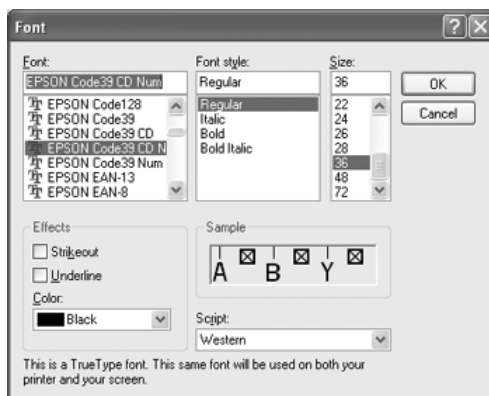 Font
Font:
EPSON Code39 CD Num
EPSON Code128
EPSON Code39
EPSON Code39 CD
EPSON Code39 CD N
EPSON Code39 Num
EPSON EAN-13
EPSON EAN-8
Font style:
Regular
Regular
Italic
Bold
Bold Italic
Size:
36
22
24
26
28
36
48
72
OK
Cancel
Effects
Strikeout
Underline
Color:
Black
Sample
A B Y
Script:
Western
This is a TrueType font. This same font will be used on both your
printer and your screen.